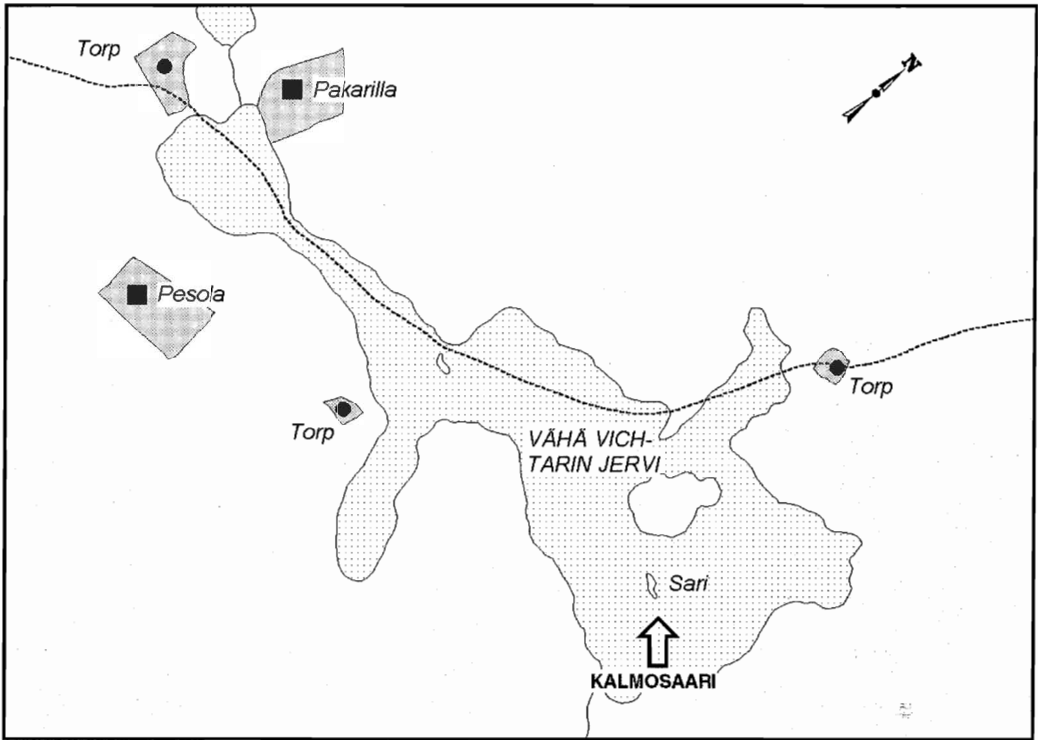 Torp
N
Pakarilla
Pesola
Torp
Torp
VÄHÄ VICH-
TARIN JERVI
Sari
KALMOSAARI